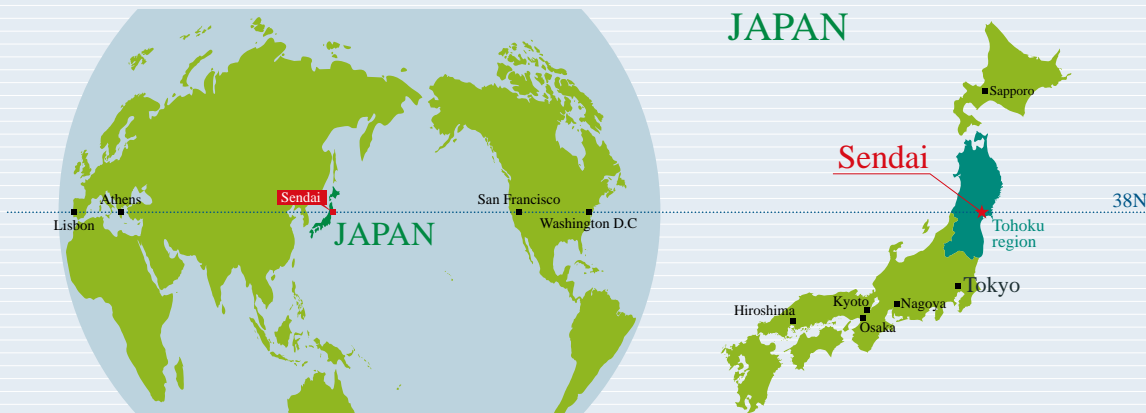 JAPAN
Sapporo
Sendai
Athens
Sendai
San Francisco
38N
Lisbon
Washington D.C
Tohoku
region
JAPAN
Tokyo
Kyoto
Nagoya
Hiroshima
Osaka